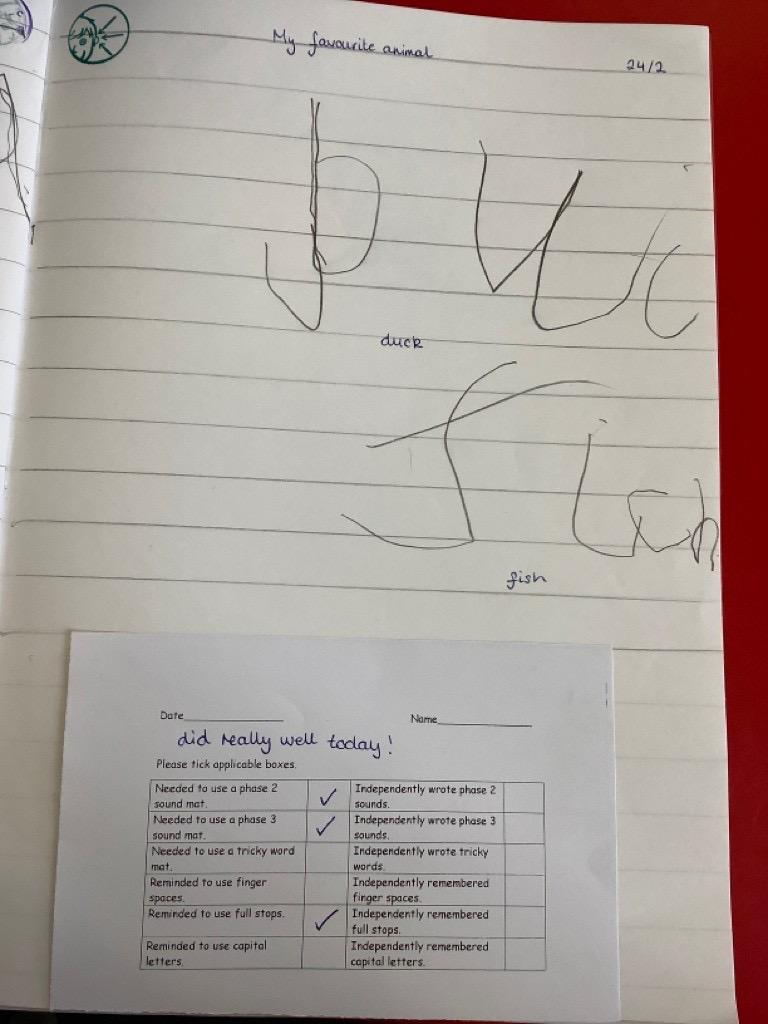 My favourite animal
24/2
duck
fish
fish
Date____________ Name____________
did really well today!
Please tick applicable boxes.
Needed to use a phase 2 sound mat. ✓ Independently wrote phase 2 sounds.
Needed to use a phase 3 sound mat. ✓ Independently wrote phase 3 sounds.
Needed to use a tricky word mat. Independently wrote tricky words.
Reminded to use finger spaces. Independently remembered finger spaces.
Reminded to use full stops. ✓ Independently remembered full stops.
Reminded to use capital letters. Independently remembered capital letters.